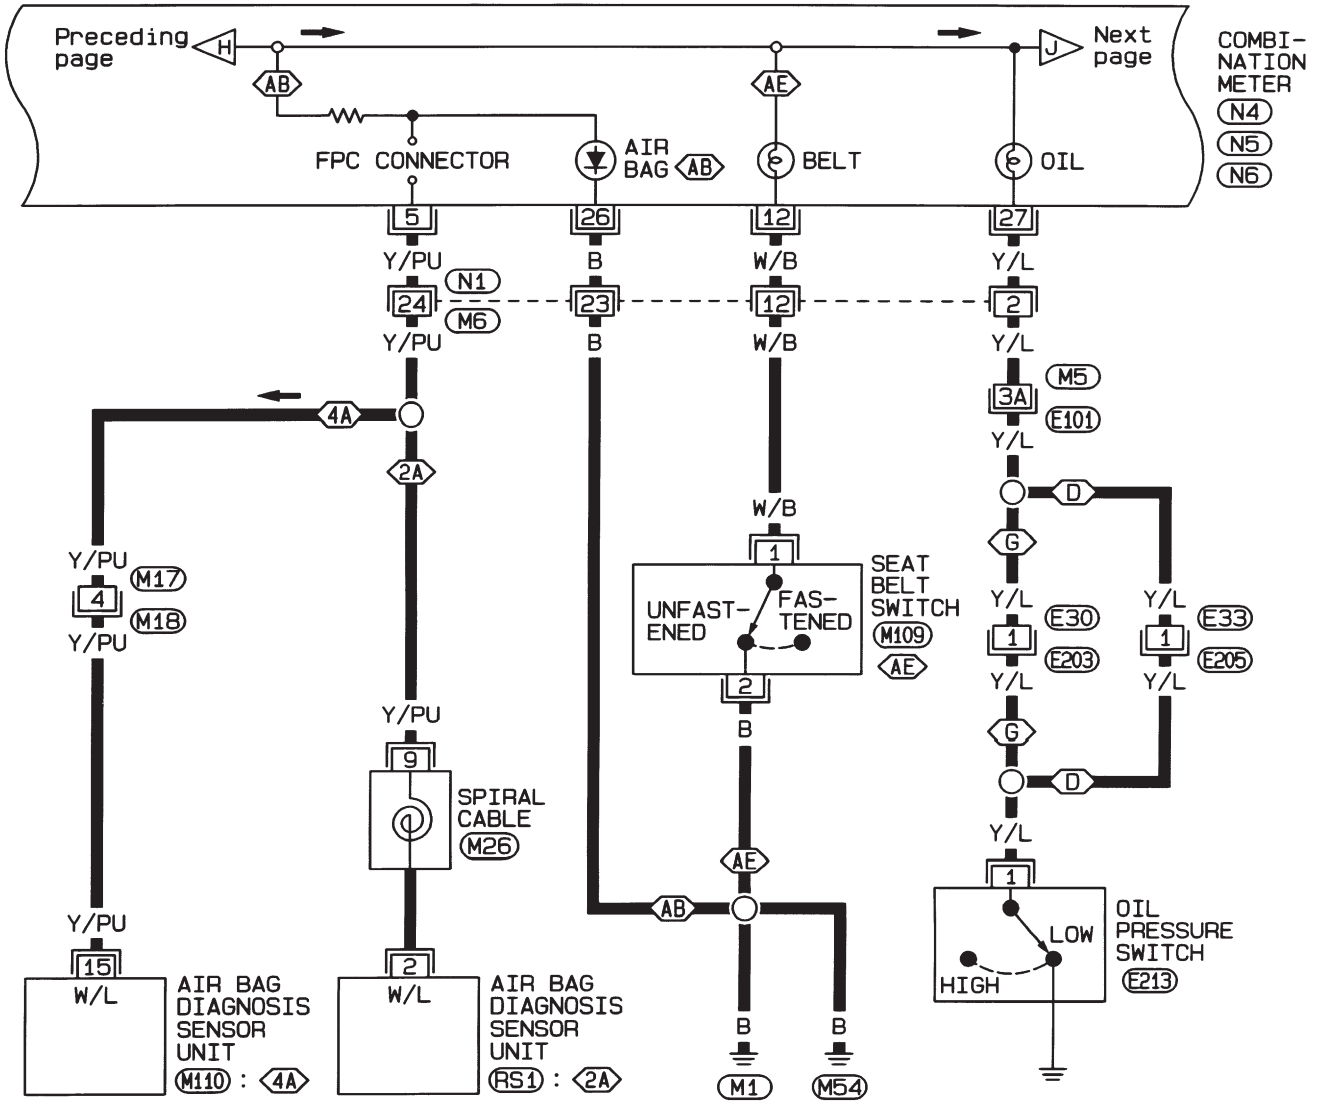 Preceding
page
H
J
Next
page
COMBI-
NATION
METER
N4
N5
N6
AB
AE
FPC CONNECTOR
AIR
BAG
AB
BELT
OIL
5
26
12
27
Y/PU
B
W/B
Y/L
N1
24
23
12
2
M6
Y/PU
B
W/B
Y/L
M5
3A
E101
Y/L
4A
2A
D
G
W/B
1
SEAT
BELT
SWITCH
M109
AE
UNFAST-
ENED
FAS-
TENED
2
B
Y/PU
M17
4
M18
Y/PU
Y/L
E30
1
E203
Y/L
Y/L
E33
1
E205
Y/L
G
D
Y/L
Y/PU
9
SPIRAL
CABLE
M26
AE
AB
1
OIL
PRESSURE
SWITCH
E213
LOW
HIGH
Y/PU
15
W/L
AIR BAG
DIAGNOSIS
SENSOR
UNIT
M110 : 4A
2
W/L
AIR BAG
DIAGNOSIS
SENSOR
UNIT
RS1 : 2A
B
B
M1
M54